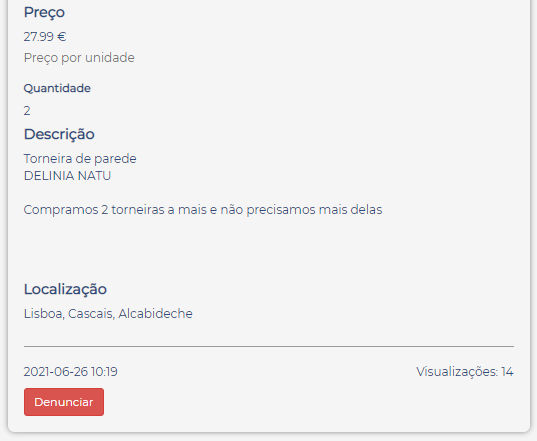 Preço
27.99 €
Preço por unidade
Quantidade
2
Descrição
Torneira de parede
DELINIA NATU
Compramos 2 torneiras a mais e não precisamos mais delas
Localização
Lisboa, Cascais, Alcabideche
2021-06-26 10:19 Visualizações: 14
Denunciar